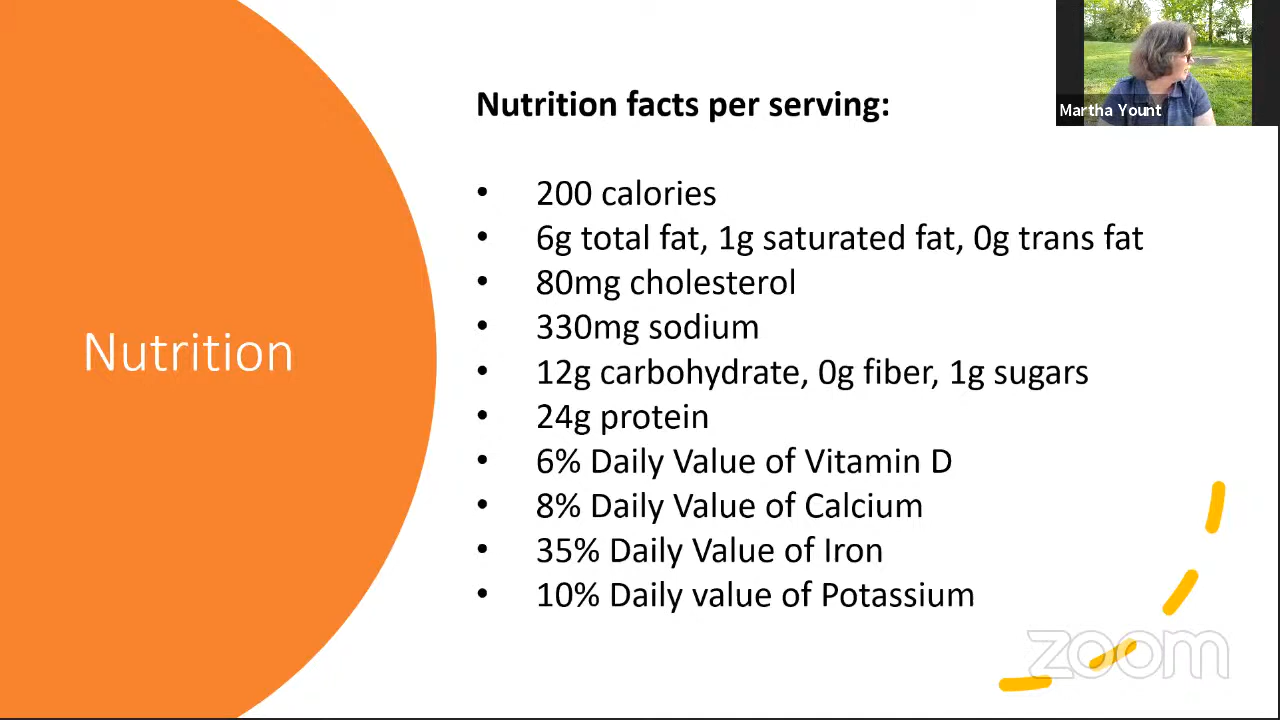 Nutrition facts per serving:
Martha Yount
• 200 calories
• 6g total fat, 1g saturated fat, 0g trans fat
• 80mg cholesterol
• 330mg sodium
• 12g carbohydrate, 0g fiber, 1g sugars
• 24g protein
• 6% Daily Value of Vitamin D
• 8% Daily Value of Calcium
• 35% Daily Value of Iron
• 10% Daily value of Potassium
Nutrition
zoom